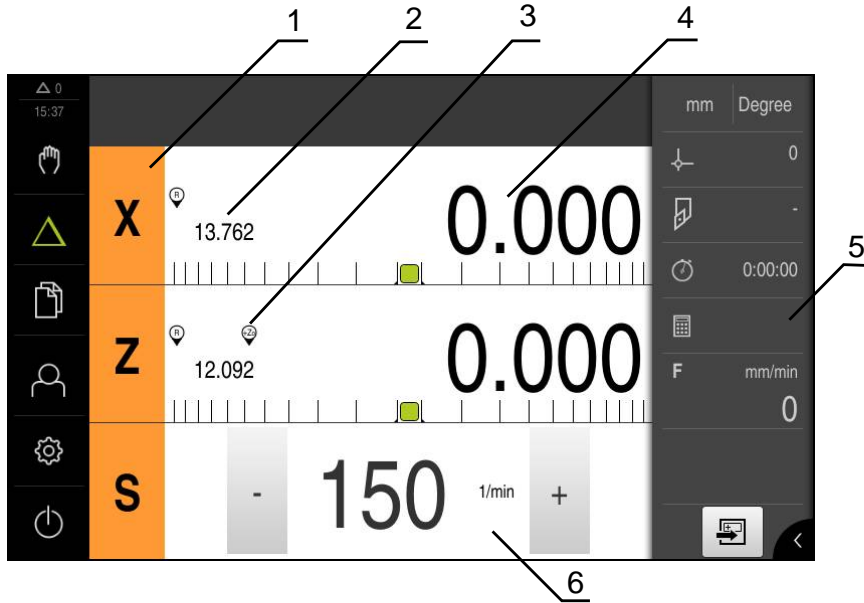 1 2 3 4
0
15:37
mm Degree
0
X
R
13.762
0.000
-
5
0:00:00
Z
R
+Zo
12.092
0.000
F mm/min
0
S
- 150 1/min +
6